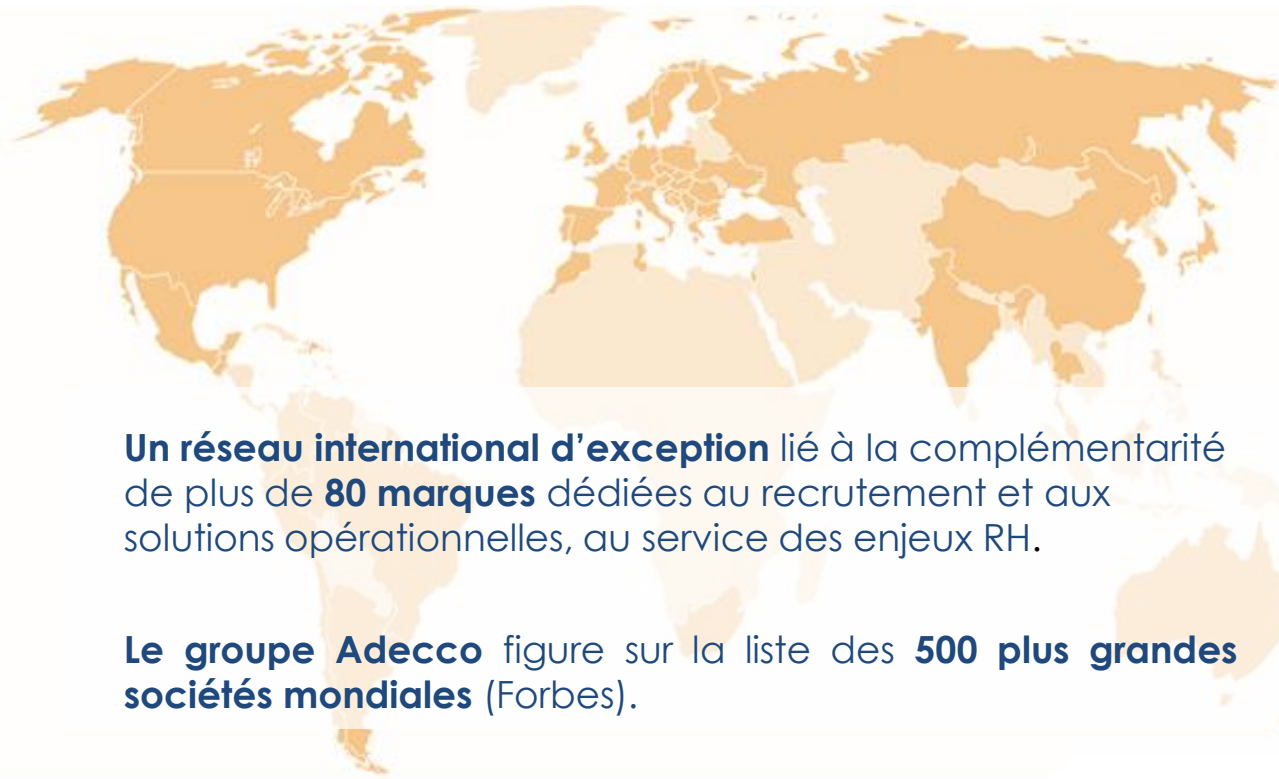 Un réseau international d’exception lié à la complémentarité
de plus de 80 marques dédiées au recrutement et aux
solutions opérationnelles, au service des enjeux RH.
Le groupe Adecco figure sur la liste des 500 plus grandes
sociétés mondiales (Forbes).